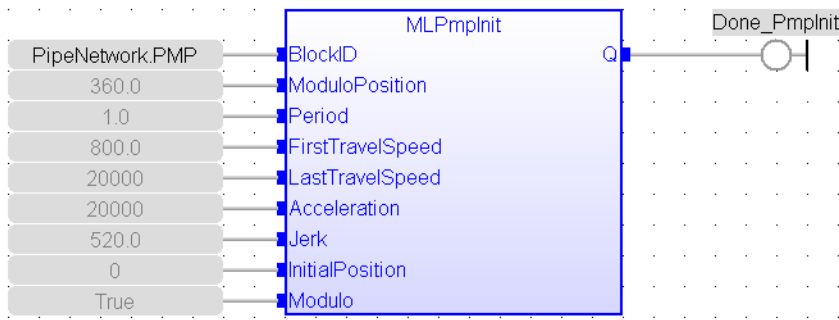 MLPmpInit
Done_PmpInit
PipeNetwork.PMP BlockID Q
360.0 ModuloPosition
1.0 Period
800.0 FirstTravelSpeed
20000 LastTravelSpeed
20000 Acceleration
520.0 Jerk
0 InitialPosition
True Modulo